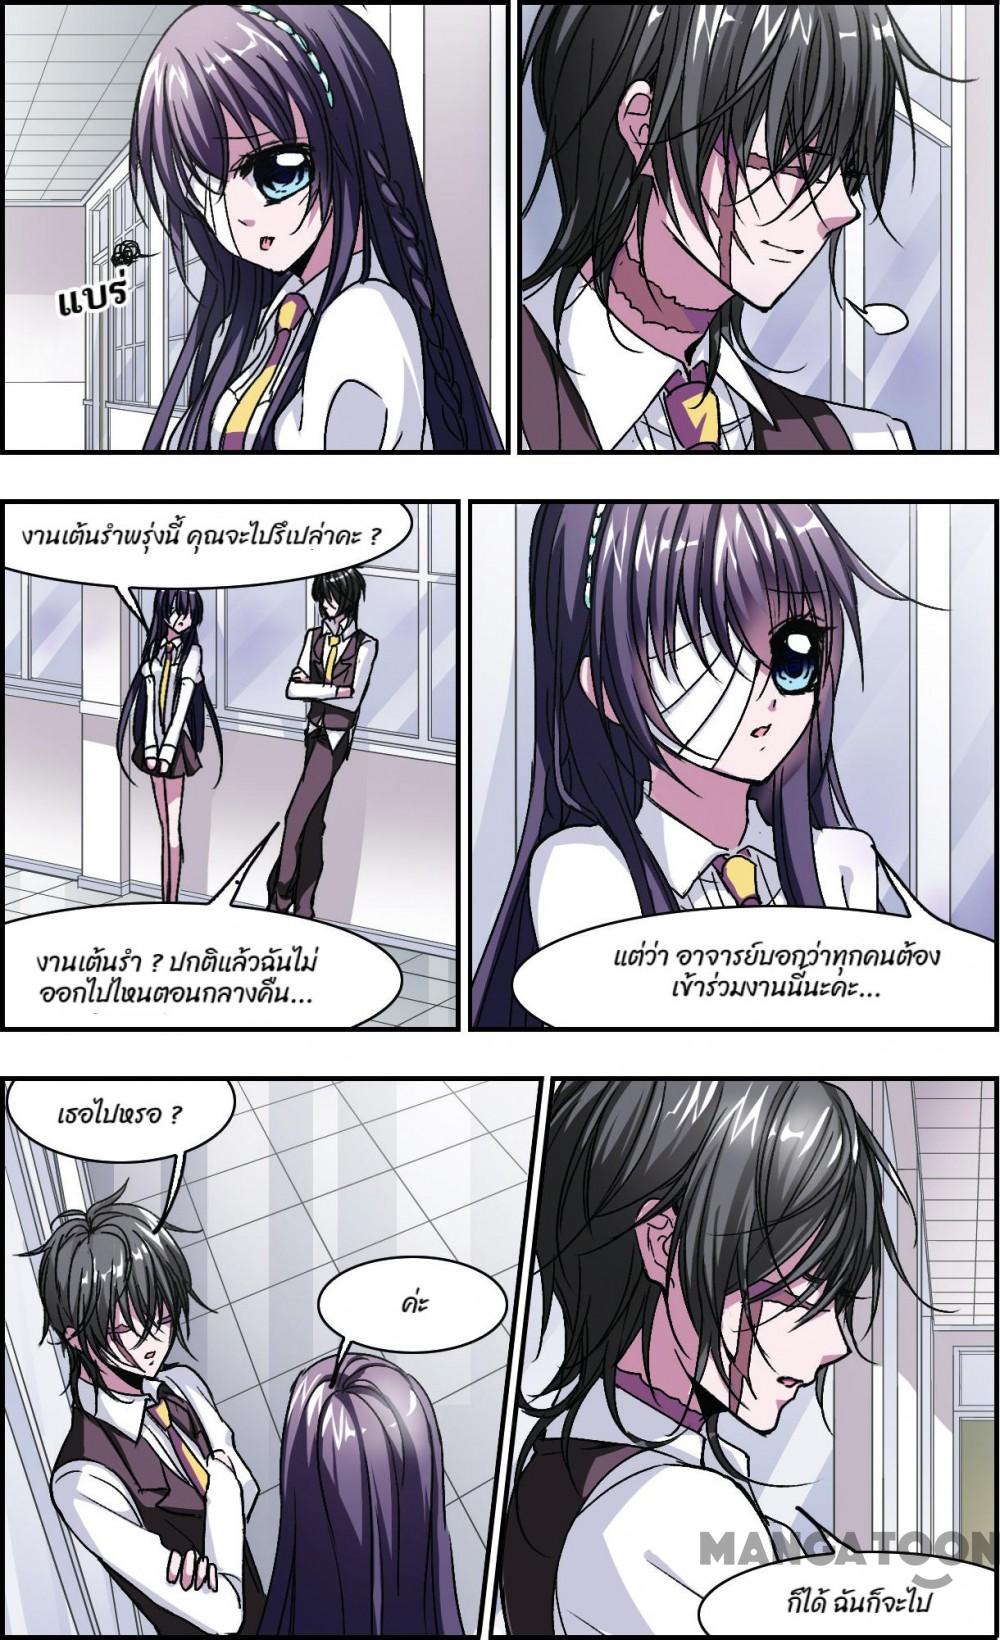 แบร่
งานเต้นรำพรุ่งนี้ คุณจะไปรึเปล่าคะ ?
งานเต้นรำ ? ปกติแล้วฉันไม่
ออกไปไหนตอนกลางคืน...
แต่ว่า อาจารย์บอกว่าทุกคนต้อง
เข้าร่วมงานนี้นะคะ...
เธอไปหรอ ?
ค่ะ
MANGATOON
ก็ได้ ฉันก็จะไป